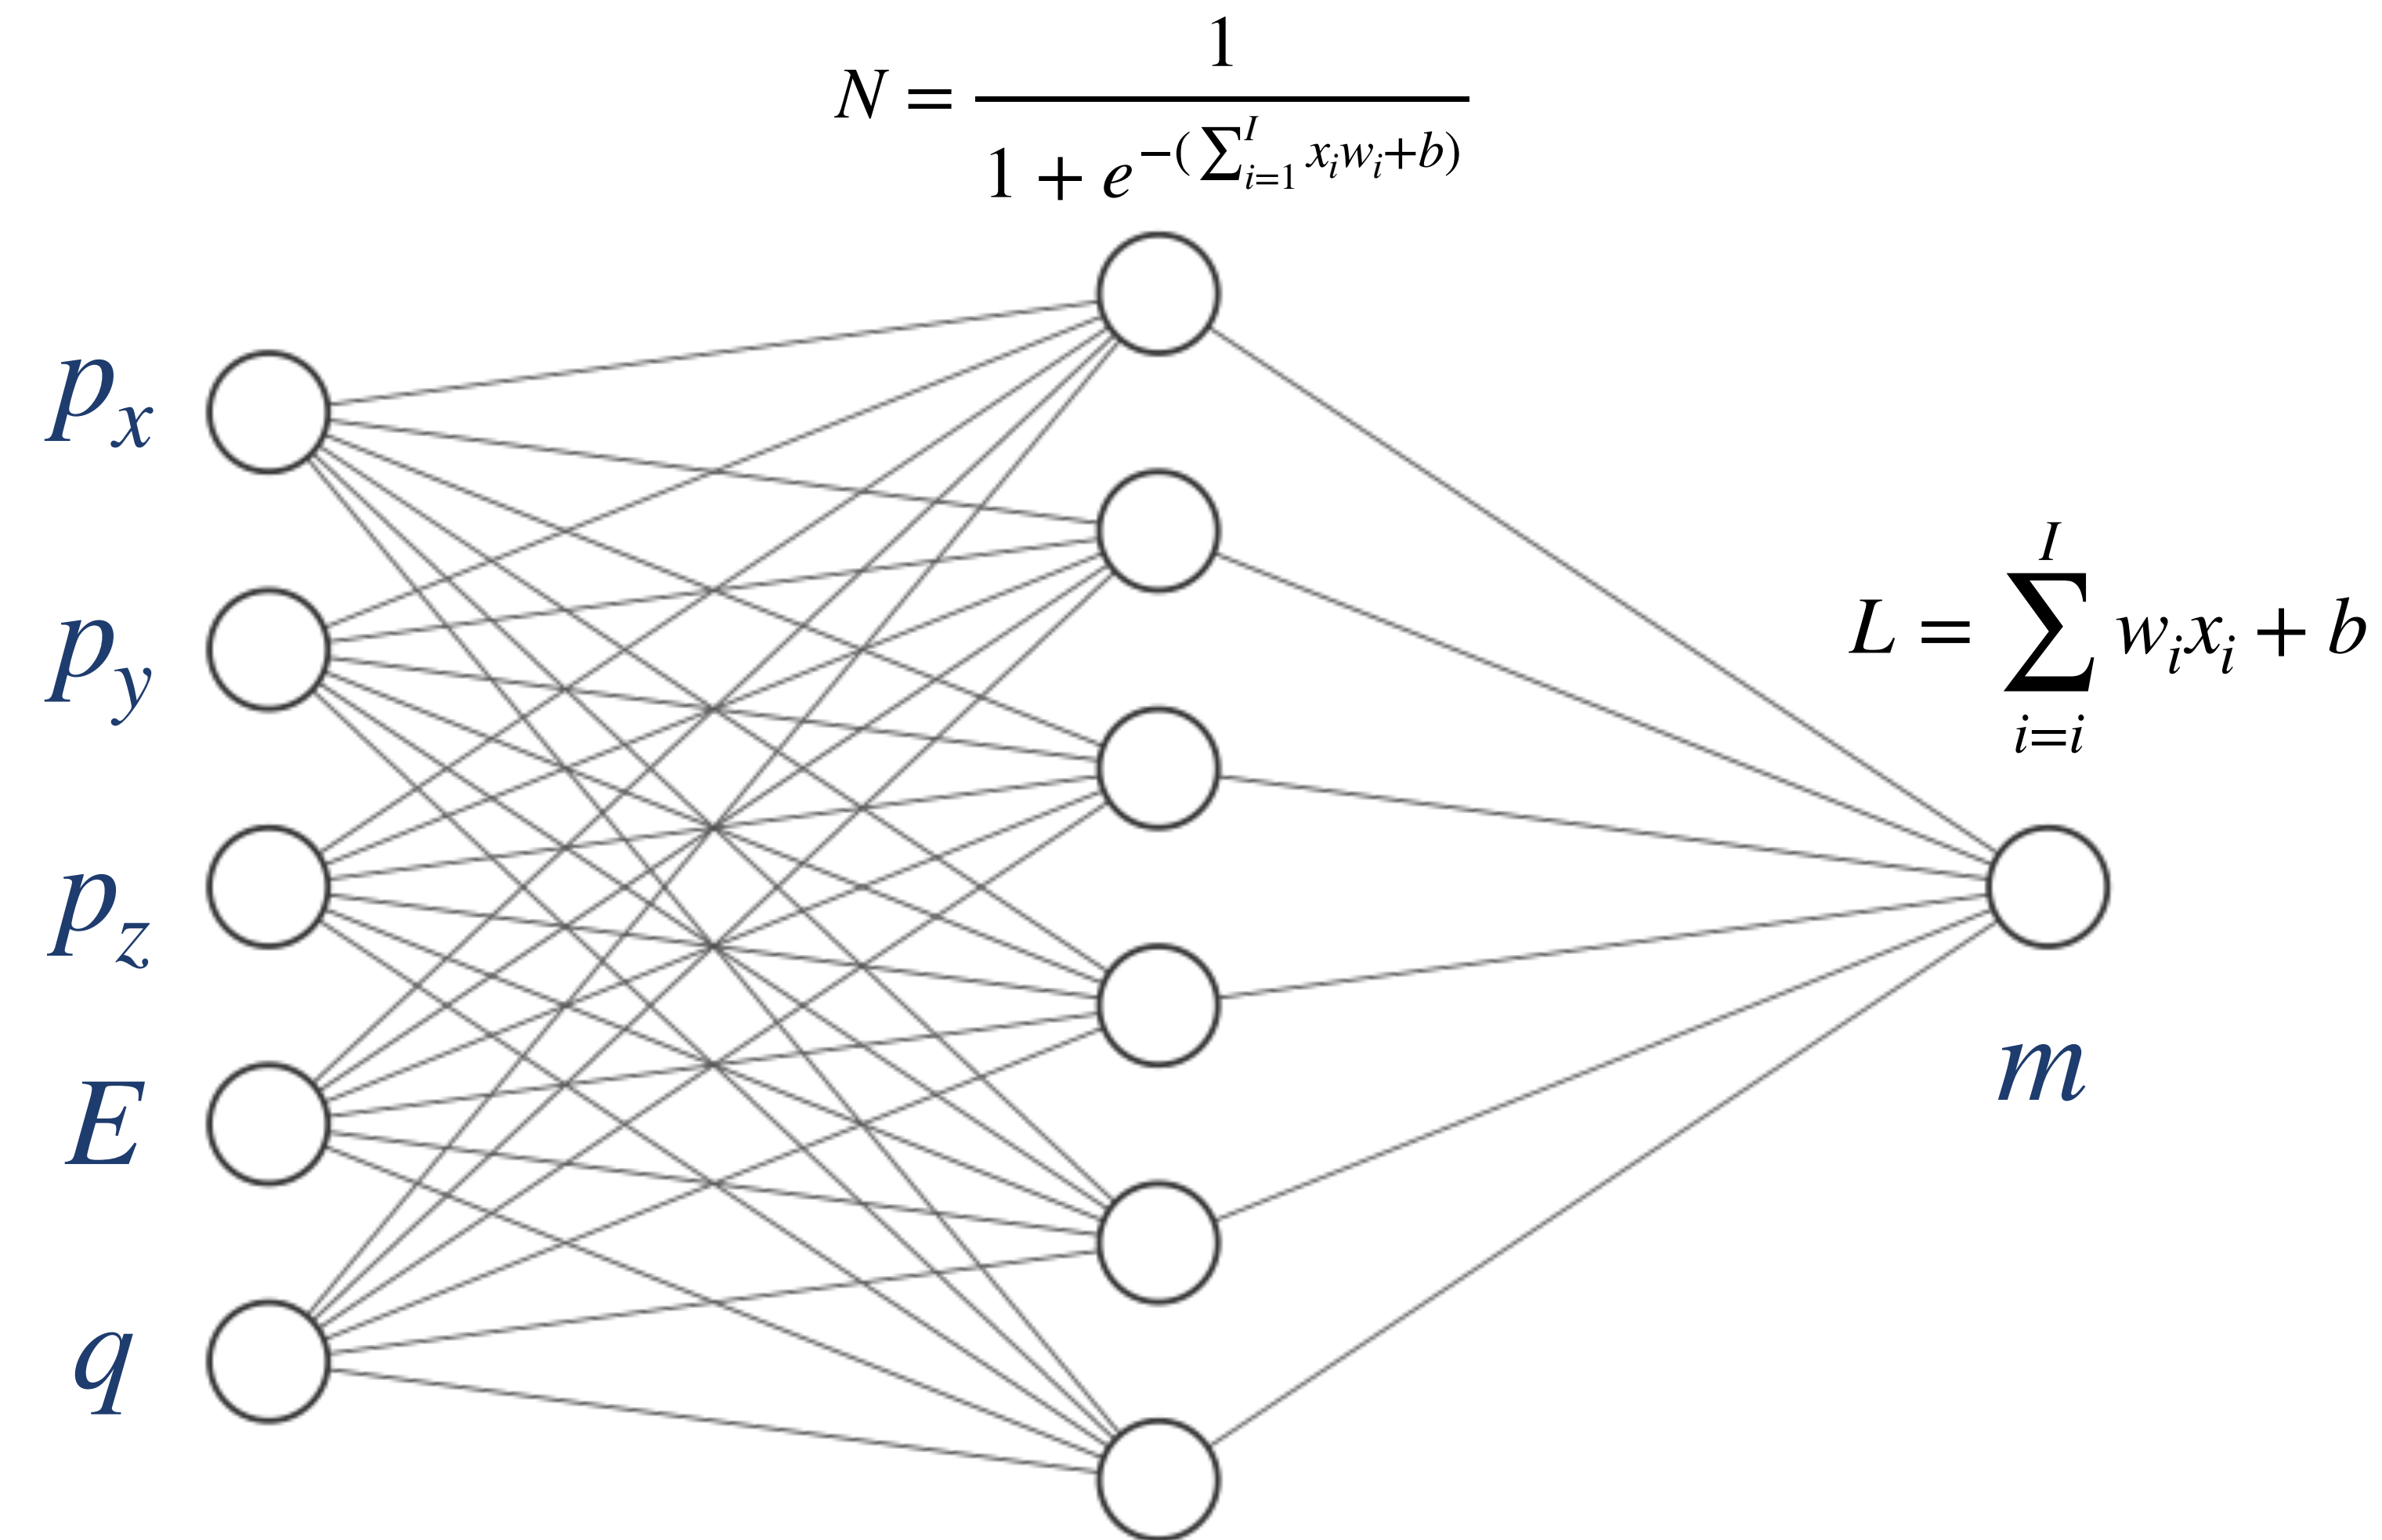 N = 1 / (1 + e^{−(∑_{i=1}^{I} x_i w_i + b)})
p_x
p_y
L = ∑_{i=i}^{I} w_i x_i + b
p_z
m
E
q